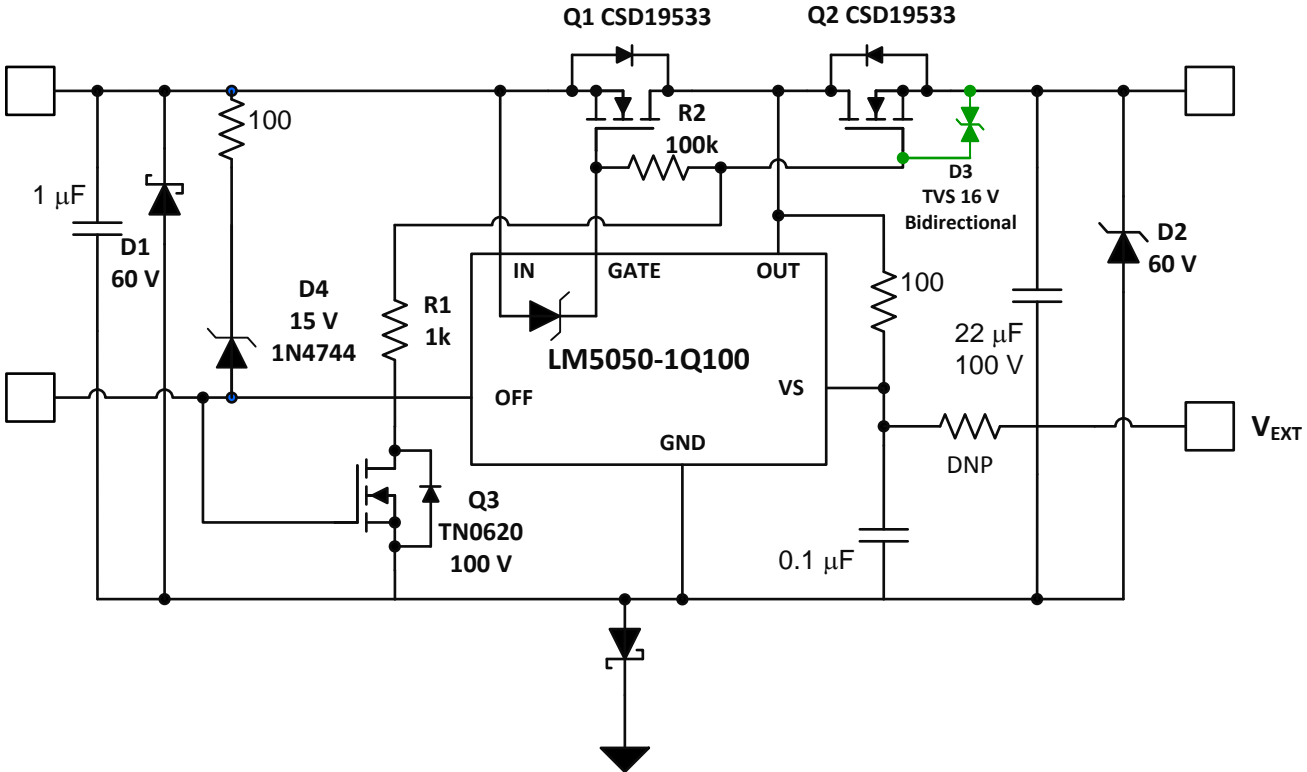 Q1 CSD19533
Q2 CSD19533
100
R2
100k
1 μF
D1
60 V
D3
TVS 16 V
Bidirectional
D2
60 V
IN
GATE
OUT
D4
15 V
1N4744
R1
1k
100
22 μF
100 V
LM5050-1Q100
OFF
VS
GND
VEXT
DNP
Q3
TN0620
100 V
0.1 μF